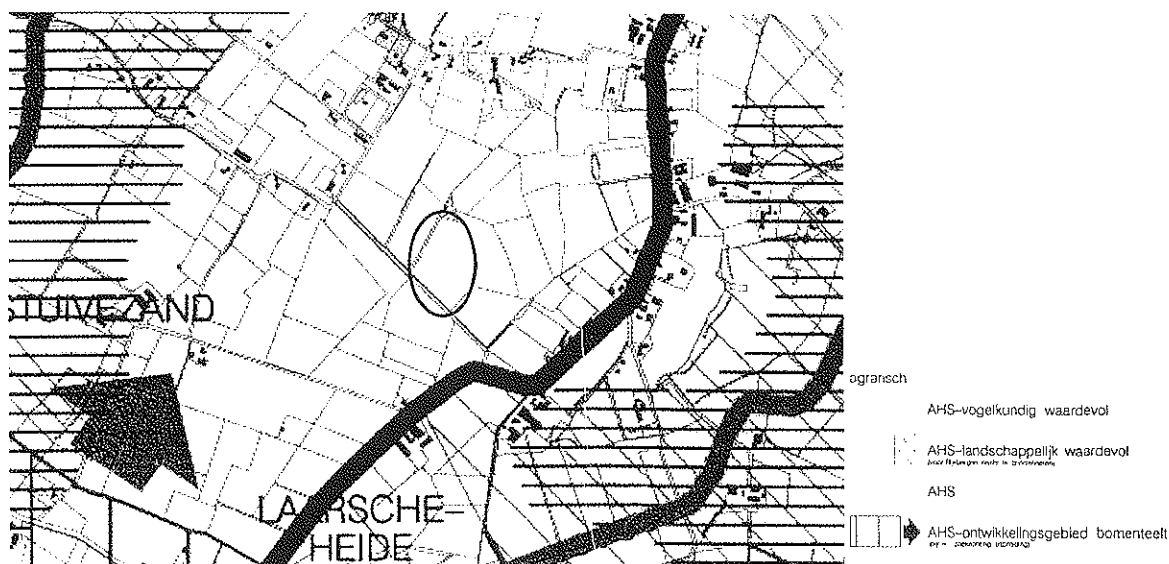 STUIVEZAND
LAARSCHE-
HEIDE
agrarisch
AHS-vogelkundig waardevol
AHS-landschappelijk waardevol
AHS
AHS-ontwikkelingsgebied bomenteelt